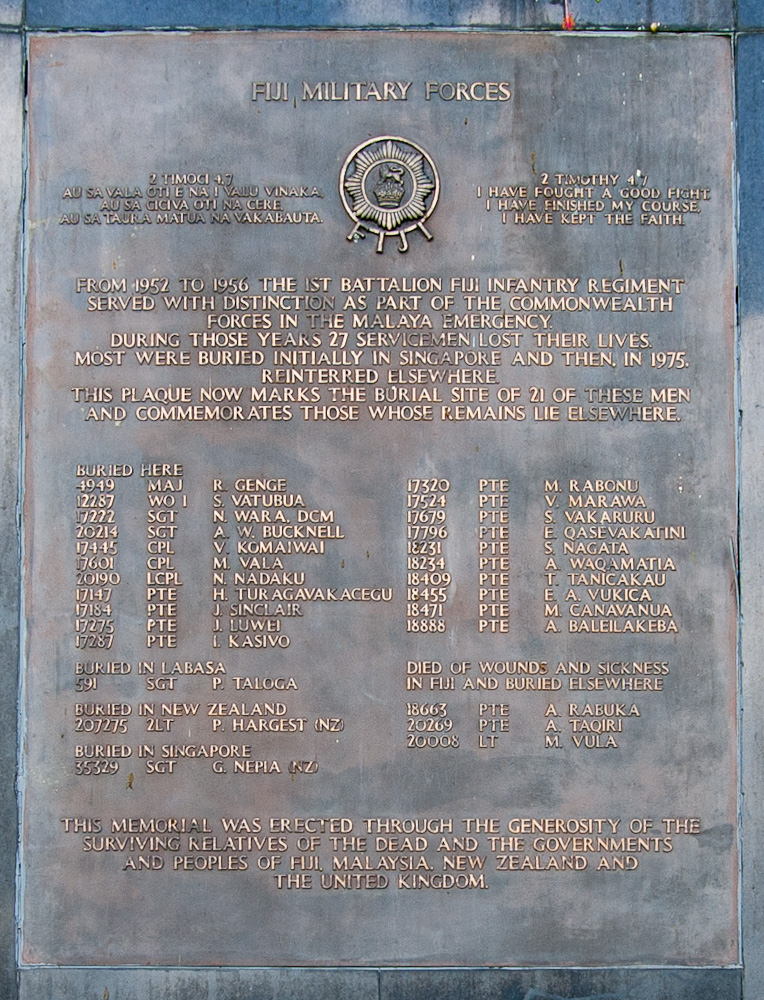 FIJI MILITARY FORCES
2 TIMOCI 4.7
AU SA VALA OTI E NA I VALU VINAKA,
AU SA CICIVA OTI NA CERE,
AU SA TAURA MATUA NA VAKABAUTA.
FIJI
2 TIMOTHY 4.7
I HAVE FOUGHT A GOOD FIGHT
I HAVE FINISHED MY COURSE,
I HAVE KEPT THE FAITH.
FROM 1952 TO 1956 THE 1ST BATTALION FIJI INFANTRY REGIMENT
SERVED WITH DISTINCTION AS PART OF THE COMMONWEALTH
FORCES IN THE MALAYA EMERGENCY.
DURING THOSE YEARS 27 SERVICEMEN LOST THEIR LIVES.
MOST WERE BURIED INITIALLY IN SINGAPORE AND THEN, IN 1975,
REINTERRED ELSEWHERE.
THIS PLAQUE NOW MARKS THE BURIAL SITE OF 21 OF THESE MEN
AND COMMEMORATES THOSE WHOSE REMAINS LIE ELSEWHERE.
BURIED HERE
4949 MAJ R. GENGE
12287 WO I S. VATUBUA
17222 SGT N. WARA, DCM
20214 SGT A. W. BUCKNELL
17445 CPL V. KOMAIWAI
17601 CPL M. VALA
20190 LCPL N. NADAKU
17147 PTE H. TURAGAVAKACEGU
17184 PTE J. SINCLAIR
17275 PTE J. LUWEI
17287 PTE I. KASIVO
17320 PTE M. RABONU
17524 PTE V. MARAWA
17679 PTE S. VAKARURU
17796 PTE E. QASEVAKATINI
18231 PTE S. NAGATA
18234 PTE A. WAQAMATIA
18409 PTE T. TANICAKAU
18455 PTE E. A. VUKICA
18471 PTE M. CANAVANUA
18888 PTE A. BALEILAKEBA
BURIED IN LABASA
591 SGT P. TALOGA
BURIED IN NEW ZEALAND
207275 2LT P. HARGEST (NZ)
BURIED IN SINGAPORE
35329 SGT G. NEPIA (NZ)
DIED OF WOUNDS AND SICKNESS
IN FIJI AND BURIED ELSEWHERE
18663 PTE A. RABUKA
20269 PTE A. TAQIRI
20008 LT M. VULA
THIS MEMORIAL WAS ERECTED THROUGH THE GENEROSITY OF THE
SURVIVING RELATIVES OF THE DEAD AND THE GOVERNMENTS
AND PEOPLES OF FIJI, MALAYSIA, NEW ZEALAND AND
THE UNITED KINGDOM.